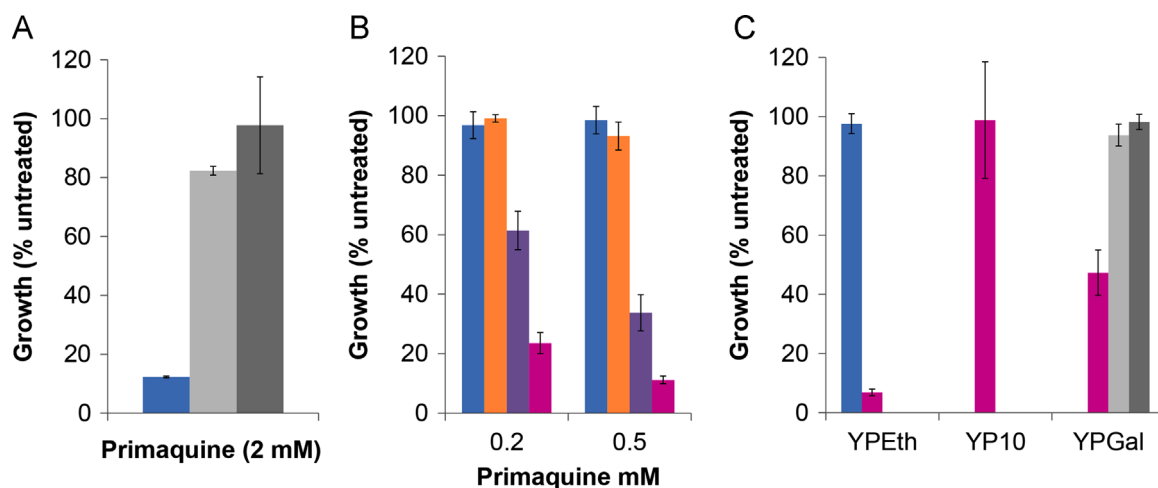 A
Growth (% untreated)
120
100
80
60
40
20
0
Primaquine (2 mM)
B
Growth (% untreated)
120
100
80
60
40
20
0
0.2 0.5
Primaquine mM
C
Growth (% untreated)
120
100
80
60
40
20
0
YPEth YP10 YPGal